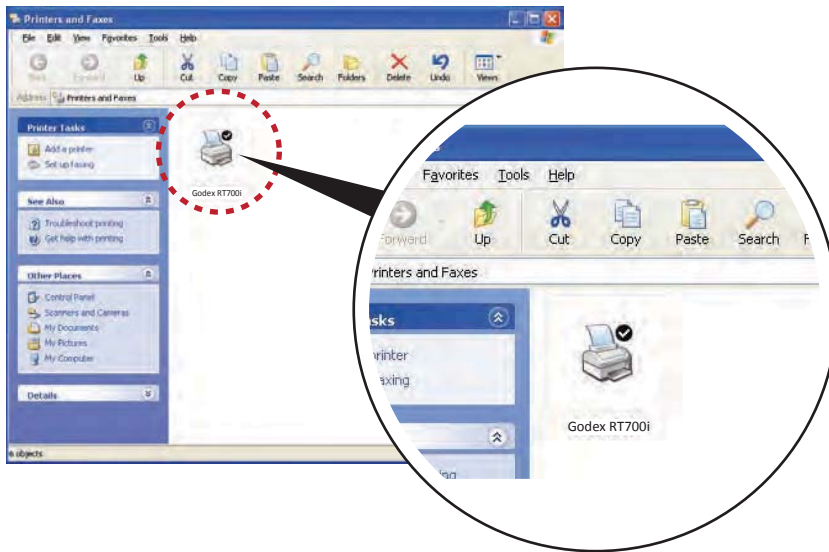 Printers and Faxes
File Edit View Favorites Tools Help
Back Forward Up Cut Copy Paste Search Folders Delete Undo Views
Address Printers and Faxes
Printer Tasks
Add a printer
Set up faxing
See Also
Troubleshoot printing
Get help with printing
Other Places
Control Panel
Scanners and Cameras
My Documents
My Pictures
My Computer
Details
Godex RT700i
objects
Favorites Tools Help
Forward Up Cut Copy Paste Search F
rinters and Faxes
sks
rinter
axing
Godex RT700i